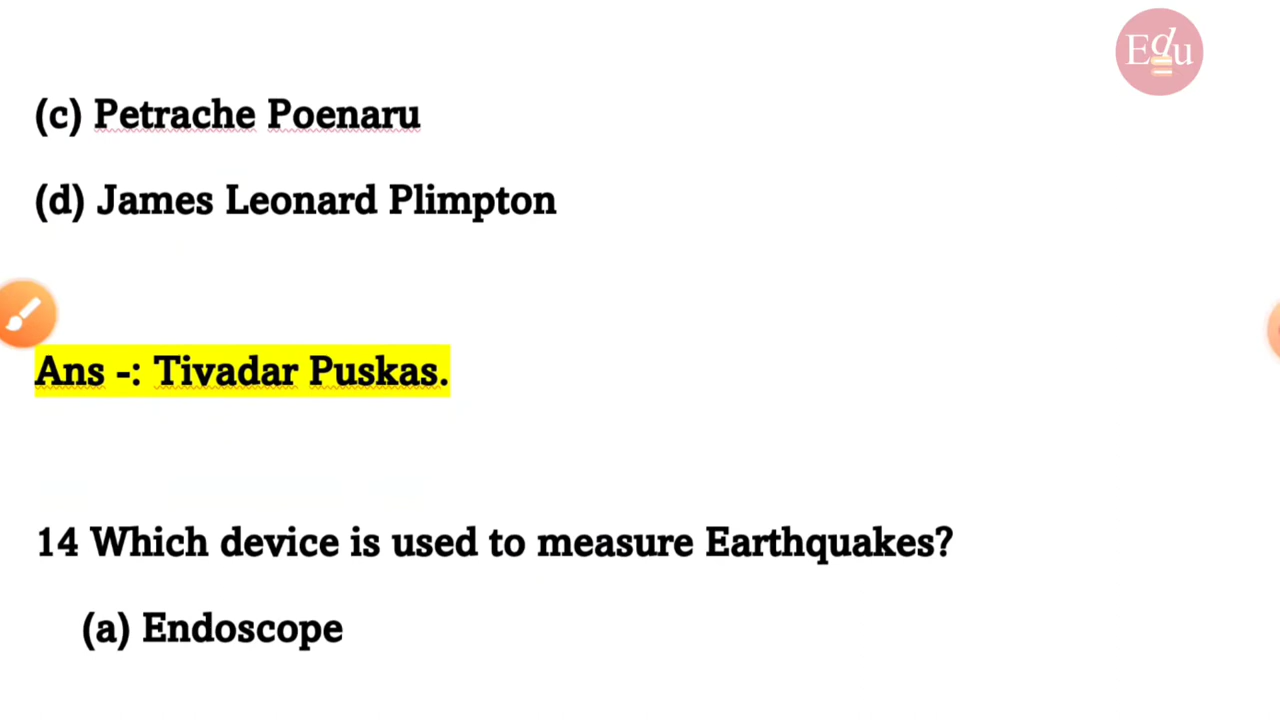 Edu
(c) Petrache Poenaru
(d) James Leonard Plimpton
Ans -: Tivadar Puskas.
14 Which device is used to measure Earthquakes?
(a) Endoscope